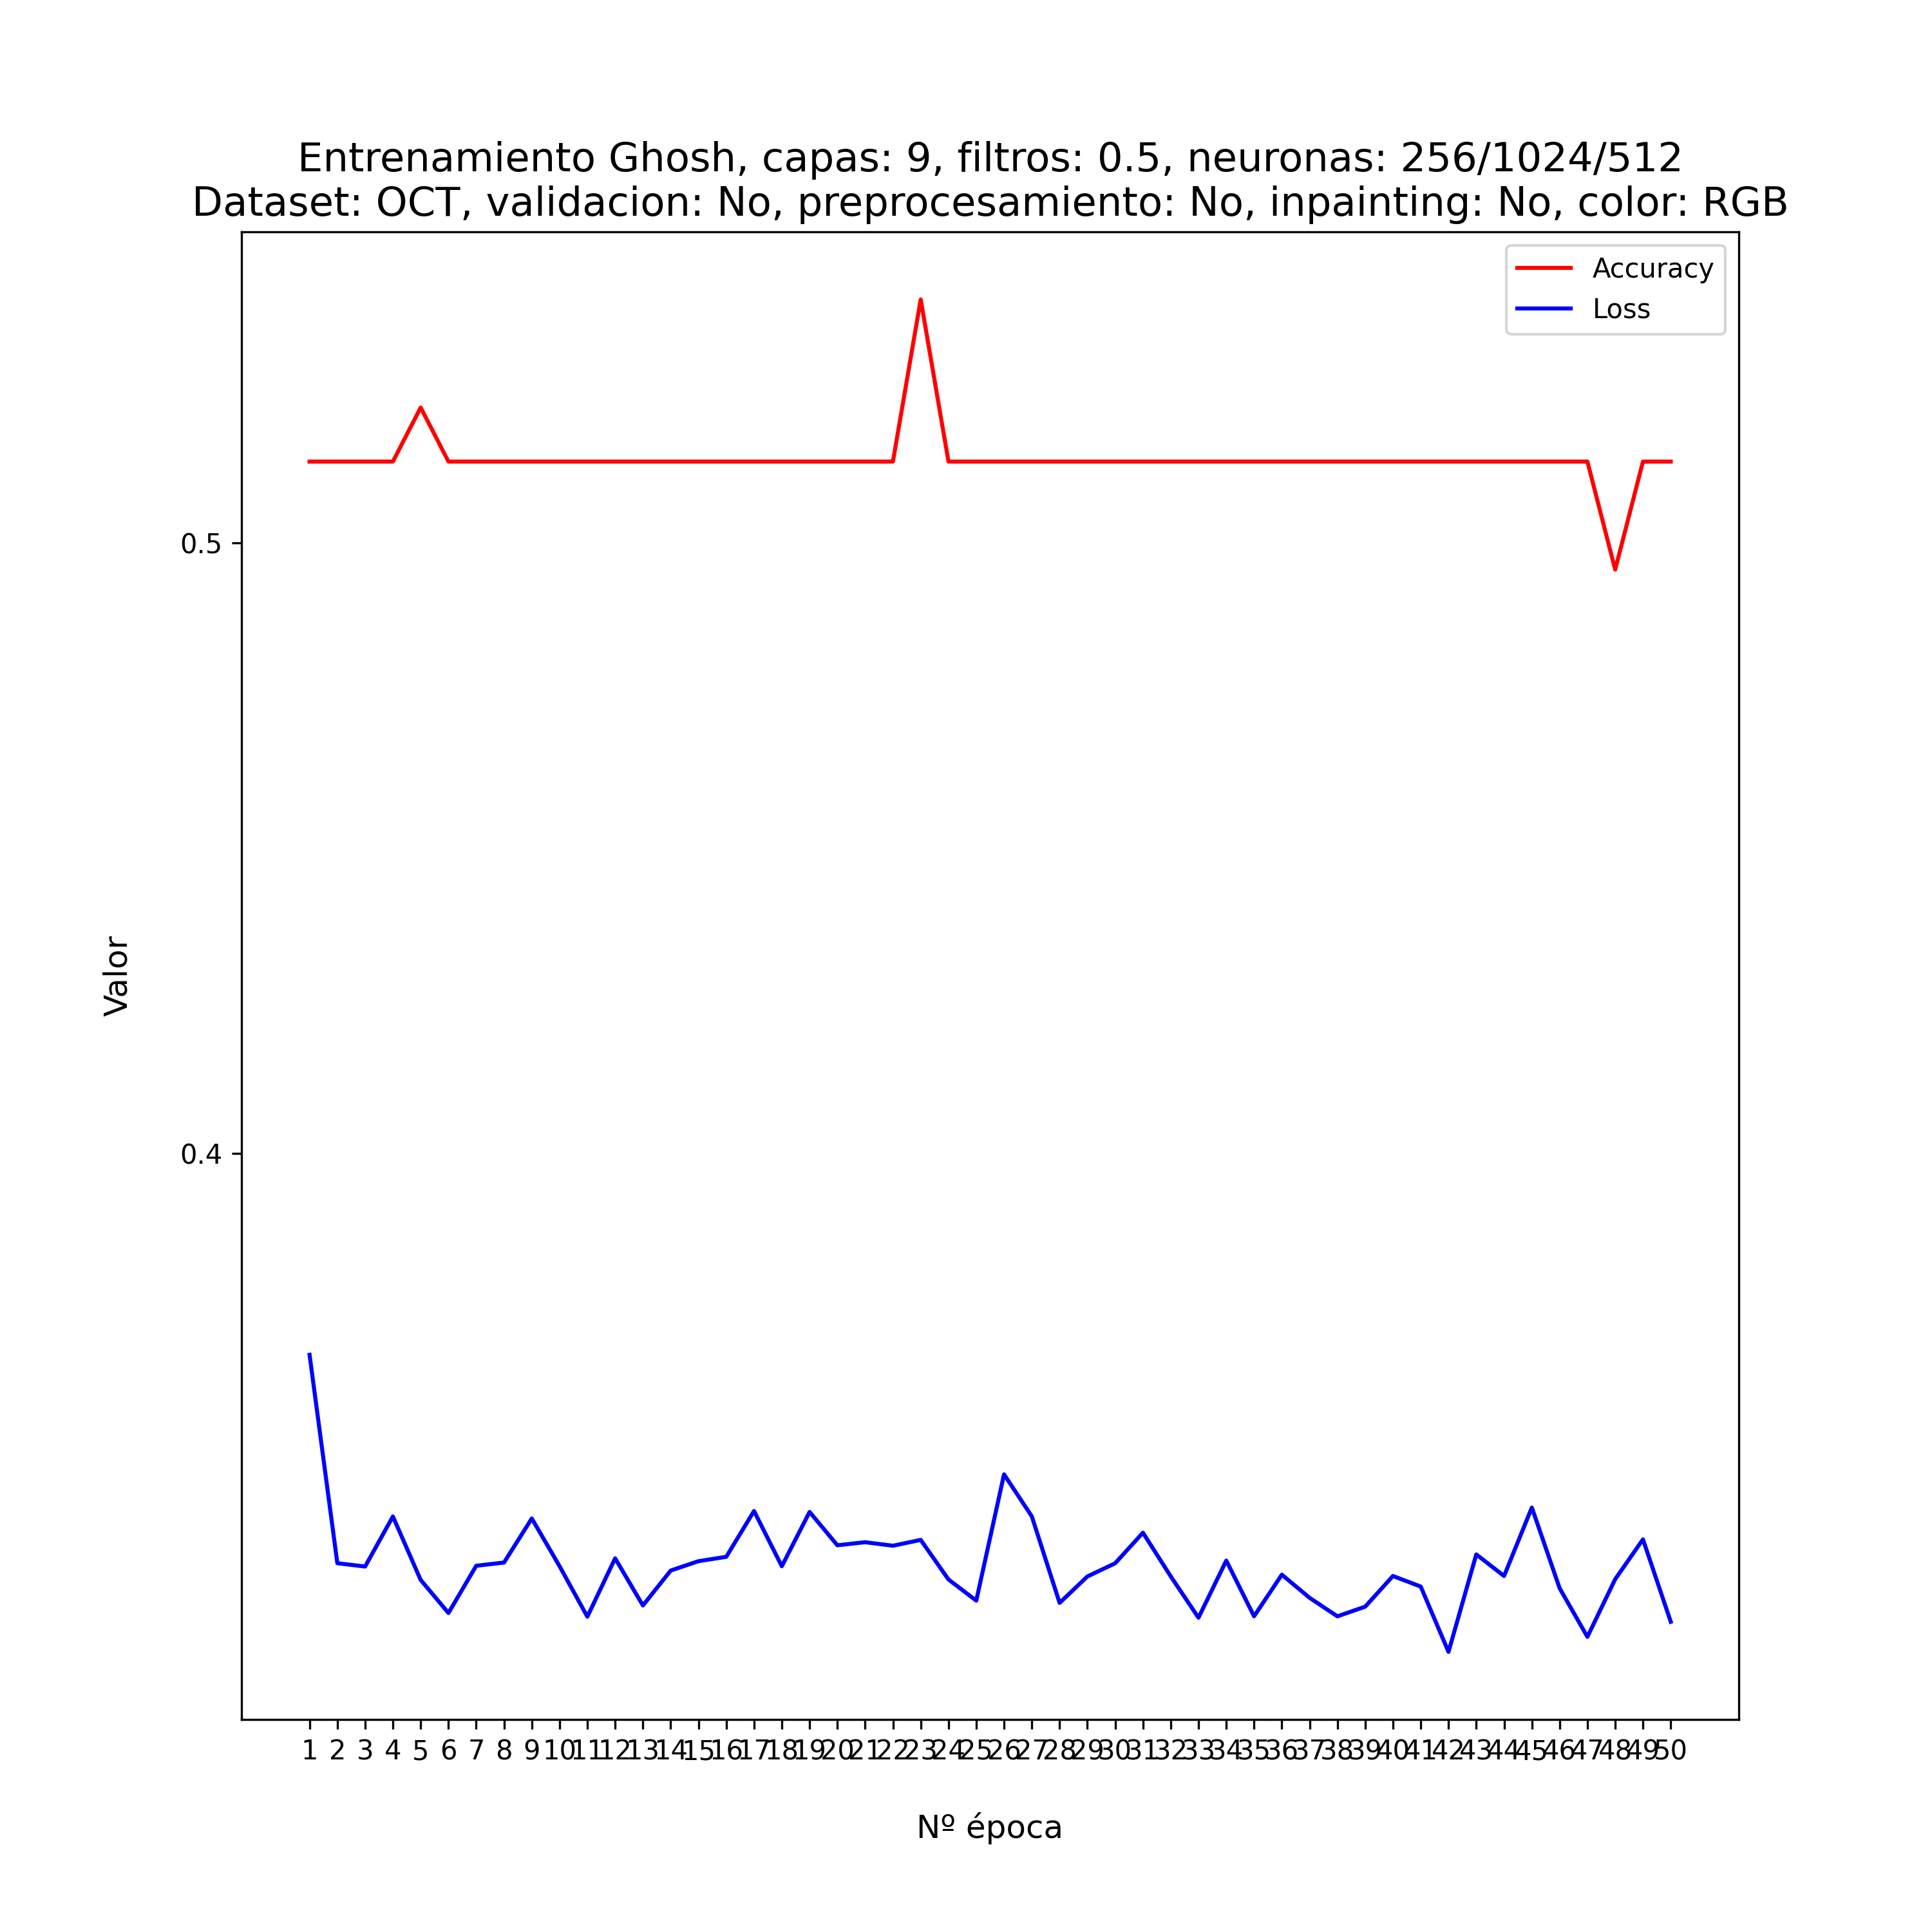 Entrenamiento Ghosh, capas: 9, filtros: 0.5, neuronas: 256/1024/512
Dataset: OCT, validacion: No, preprocesamiento: No, inpainting: No, color: RGB
Accuracy
Loss
0.5
0.4
Valor
1 2 3 4 5 6 7 8 9 10 11 12 13 14 15 16 17 18 19 20 21 22 23 24 25 26 27 28 29 30 31 32 33 34 35 36 37 38 39 40 41 42 43 44 45 46 47 48 49 50
Nº época